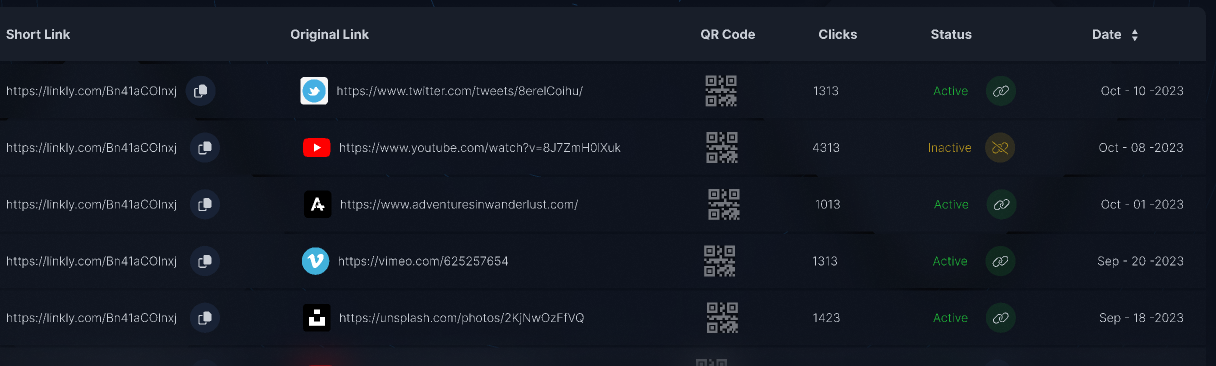 Short Link Original Link QR Code Clicks Status Date
https://linkly.com/Bn41aCOlnxj https://www.twitter.com/tweets/8erelCoihu/ 1313 Active Oct - 10 -2023
https://linkly.com/Bn41aCOlnxj https://www.youtube.com/watch?v=8J7ZmH0lXuk 4313 Inactive Oct - 08 -2023
https://linkly.com/Bn41aCOlnxj https://www.adventuresinwanderlust.com/ 1013 Active Oct - 01 -2023
https://linkly.com/Bn41aCOlnxj https://vimeo.com/625257654 1313 Active Sep - 20 -2023
https://linkly.com/Bn41aCOlnxj https://unsplash.com/photos/2KjNwOzFfVQ 1423 Active Sep - 18 -2023